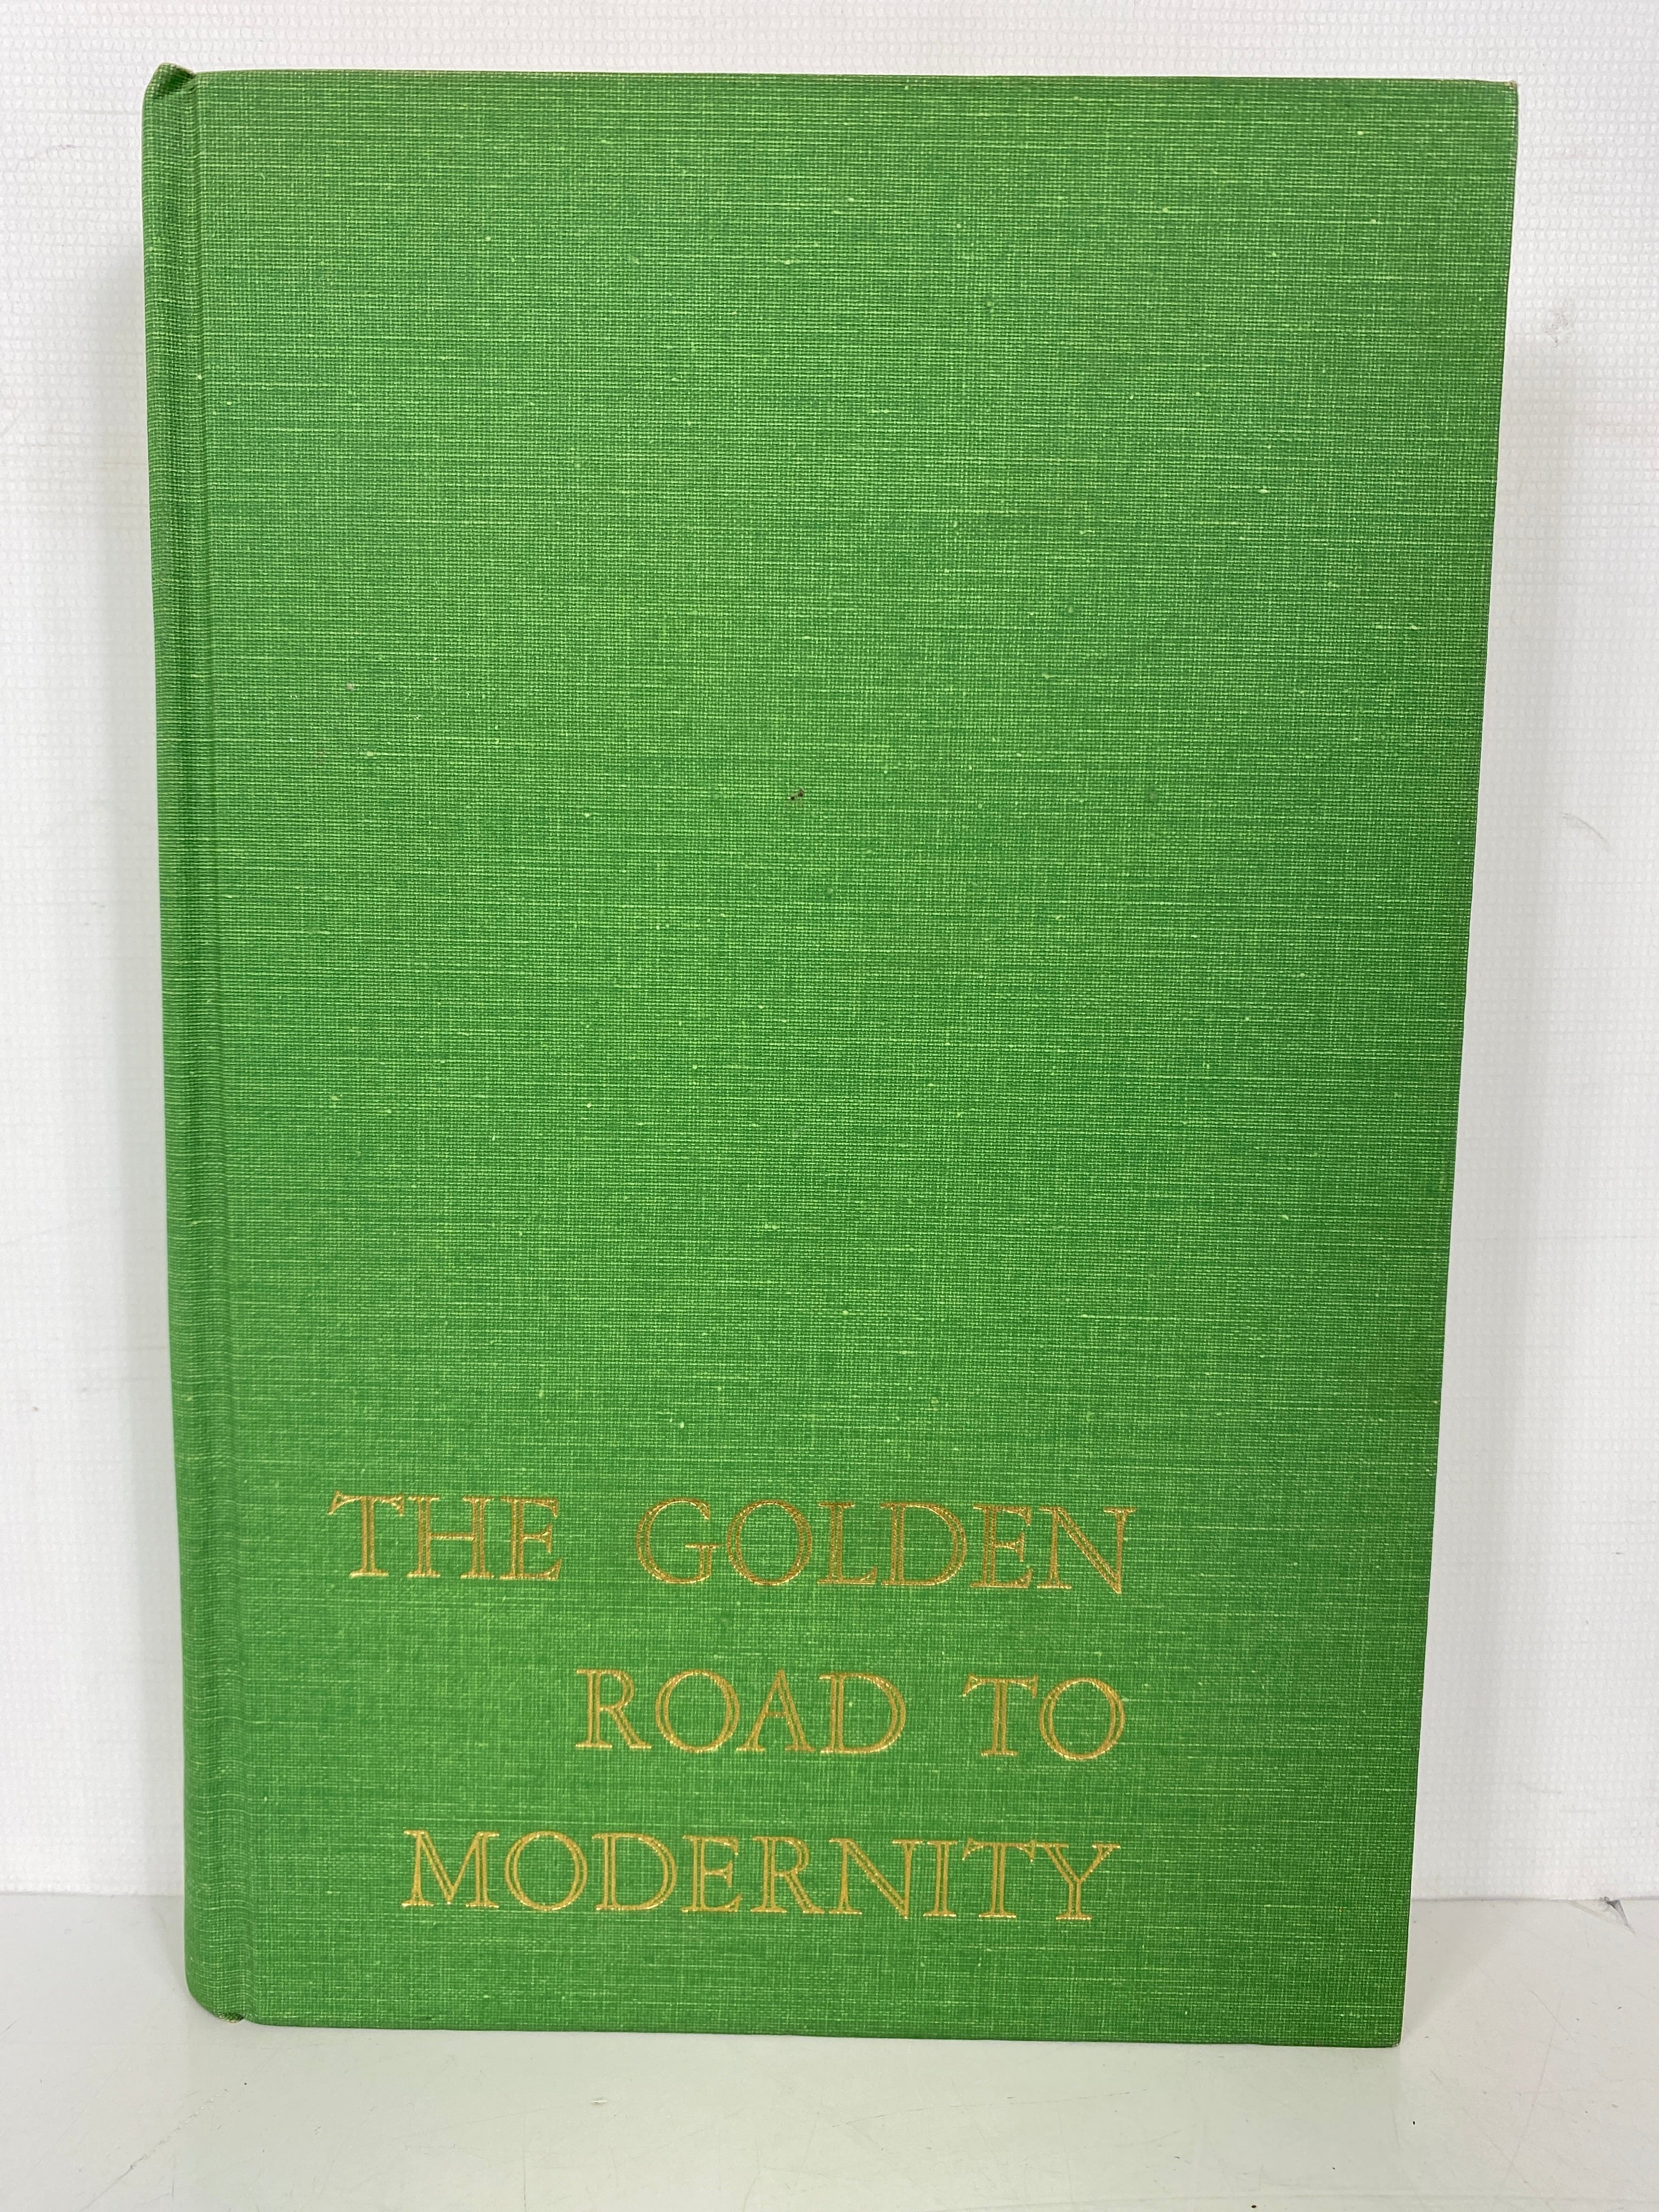 THE GOLDEN
ROAD TO
MODERNITY